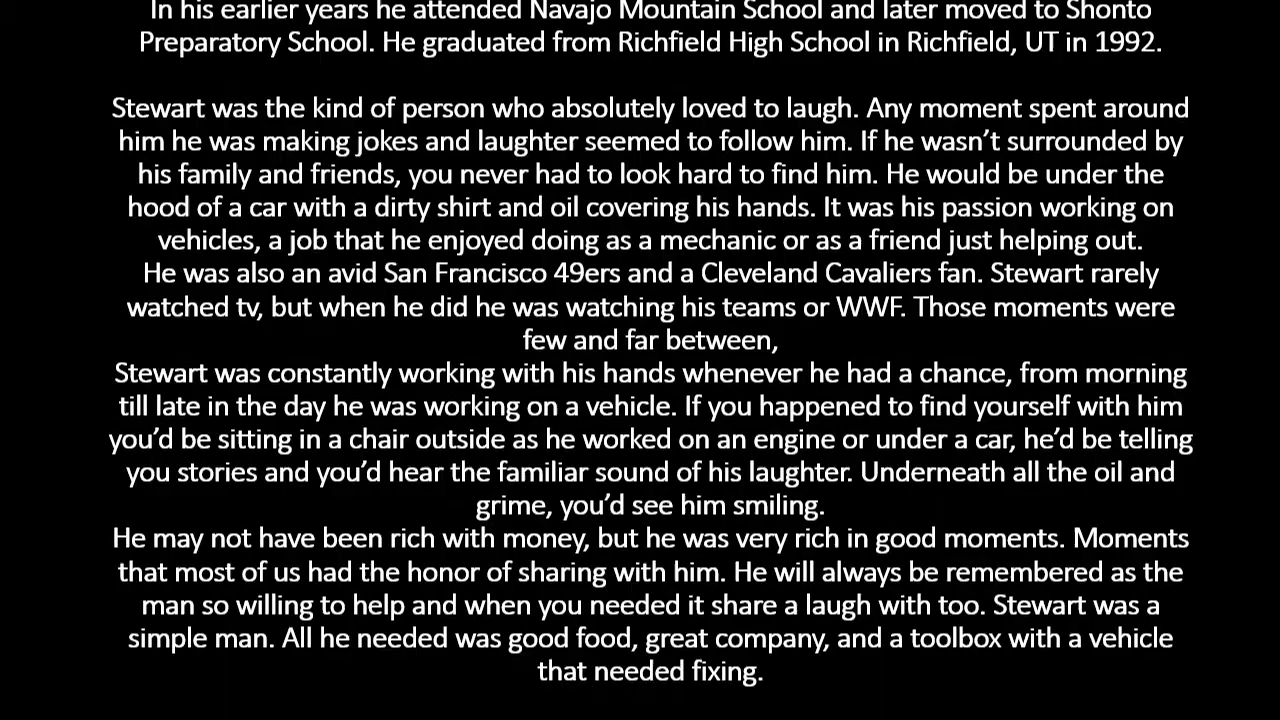 In his earlier years he attended Navajo Mountain School and later moved to Shonto
Preparatory School. He graduated from Richfield High School in Richfield, UT in 1992.
Stewart was the kind of person who absolutely loved to laugh. Any moment spent around
him he was making jokes and laughter seemed to follow him. If he wasn’t surrounded by
his family and friends, you never had to look hard to find him. He would be under the
hood of a car with a dirty shirt and oil covering his hands. It was his passion working on
vehicles, a job that he enjoyed doing as a mechanic or as a friend just helping out.
He was also an avid San Francisco 49ers and a Cleveland Cavaliers fan. Stewart rarely
watched tv, but when he did he was watching his teams or WWF. Those moments were
few and far between,
Stewart was constantly working with his hands whenever he had a chance, from morning
till late in the day he was working on a vehicle. If you happened to find yourself with him
you’d be sitting in a chair outside as he worked on an engine or under a car, he’d be telling
you stories and you’d hear the familiar sound of his laughter. Underneath all the oil and
grime, you’d see him smiling.
He may not have been rich with money, but he was very rich in good moments. Moments
that most of us had the honor of sharing with him. He will always be remembered as the
man so willing to help and when you needed it share a laugh with too. Stewart was a
simple man. All he needed was good food, great company, and a toolbox with a vehicle
that needed fixing.